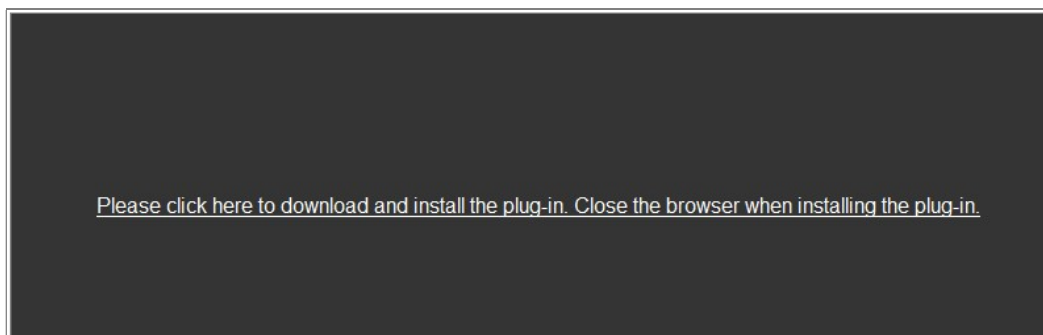 Please click here to download and install the plug-in. Close the browser when installing the plug-in.